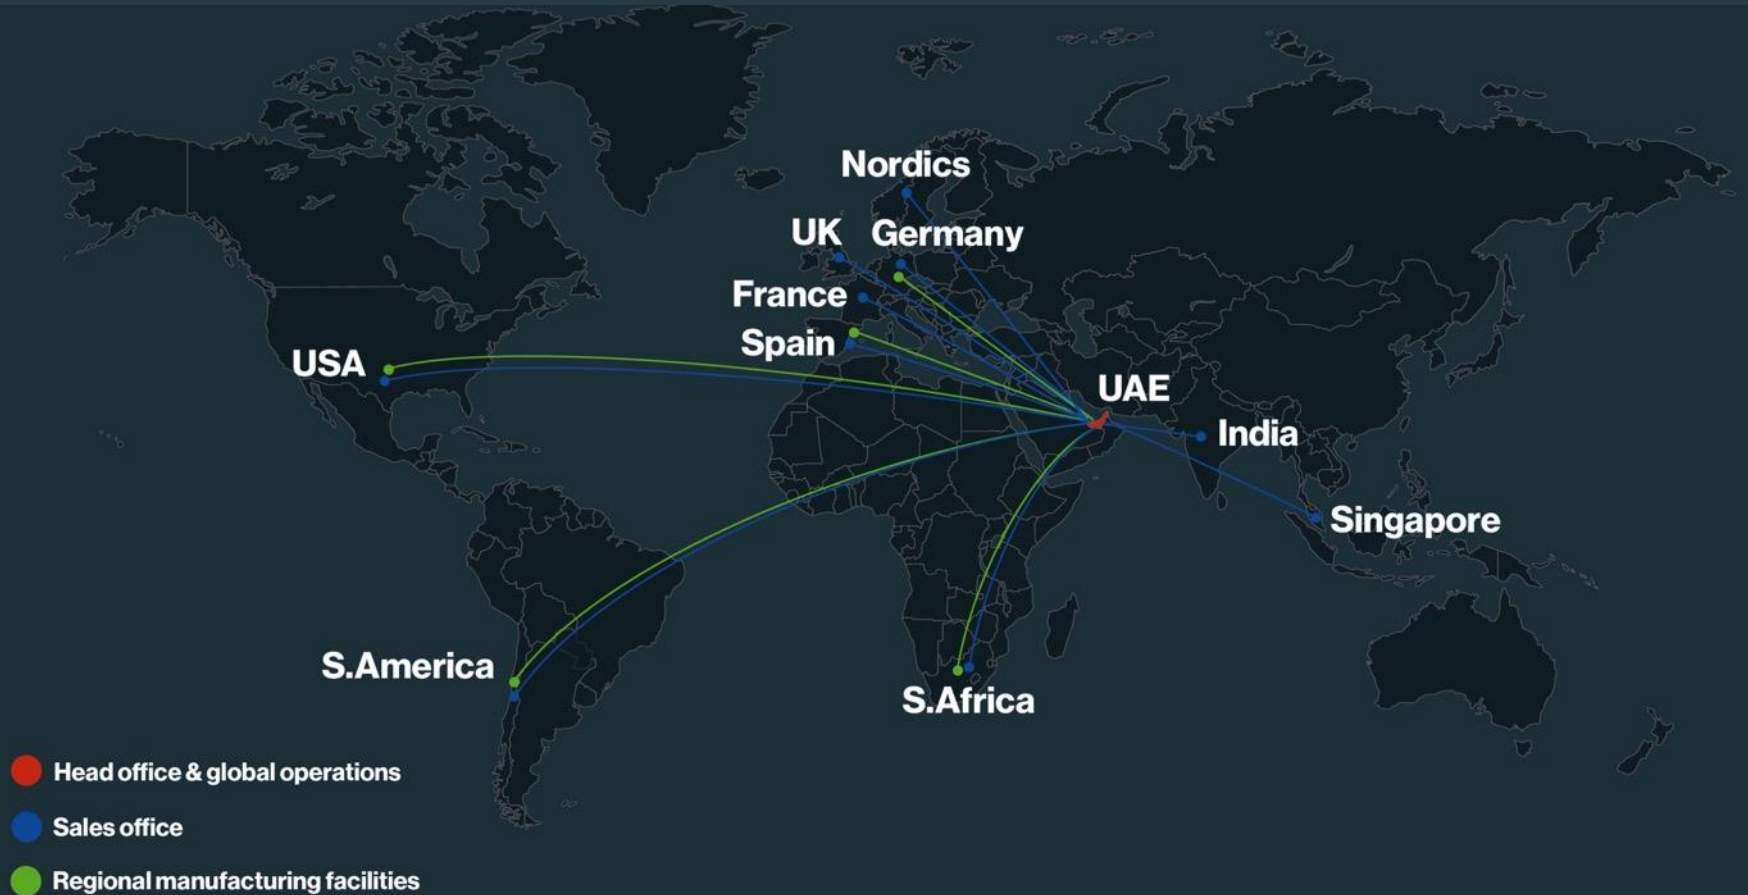 Nordics
UK
Germany
France
Spain
USA
UAE
India
Singapore
S.America
S.Africa
Head office & global operations
Sales office
Regional manufacturing facilities